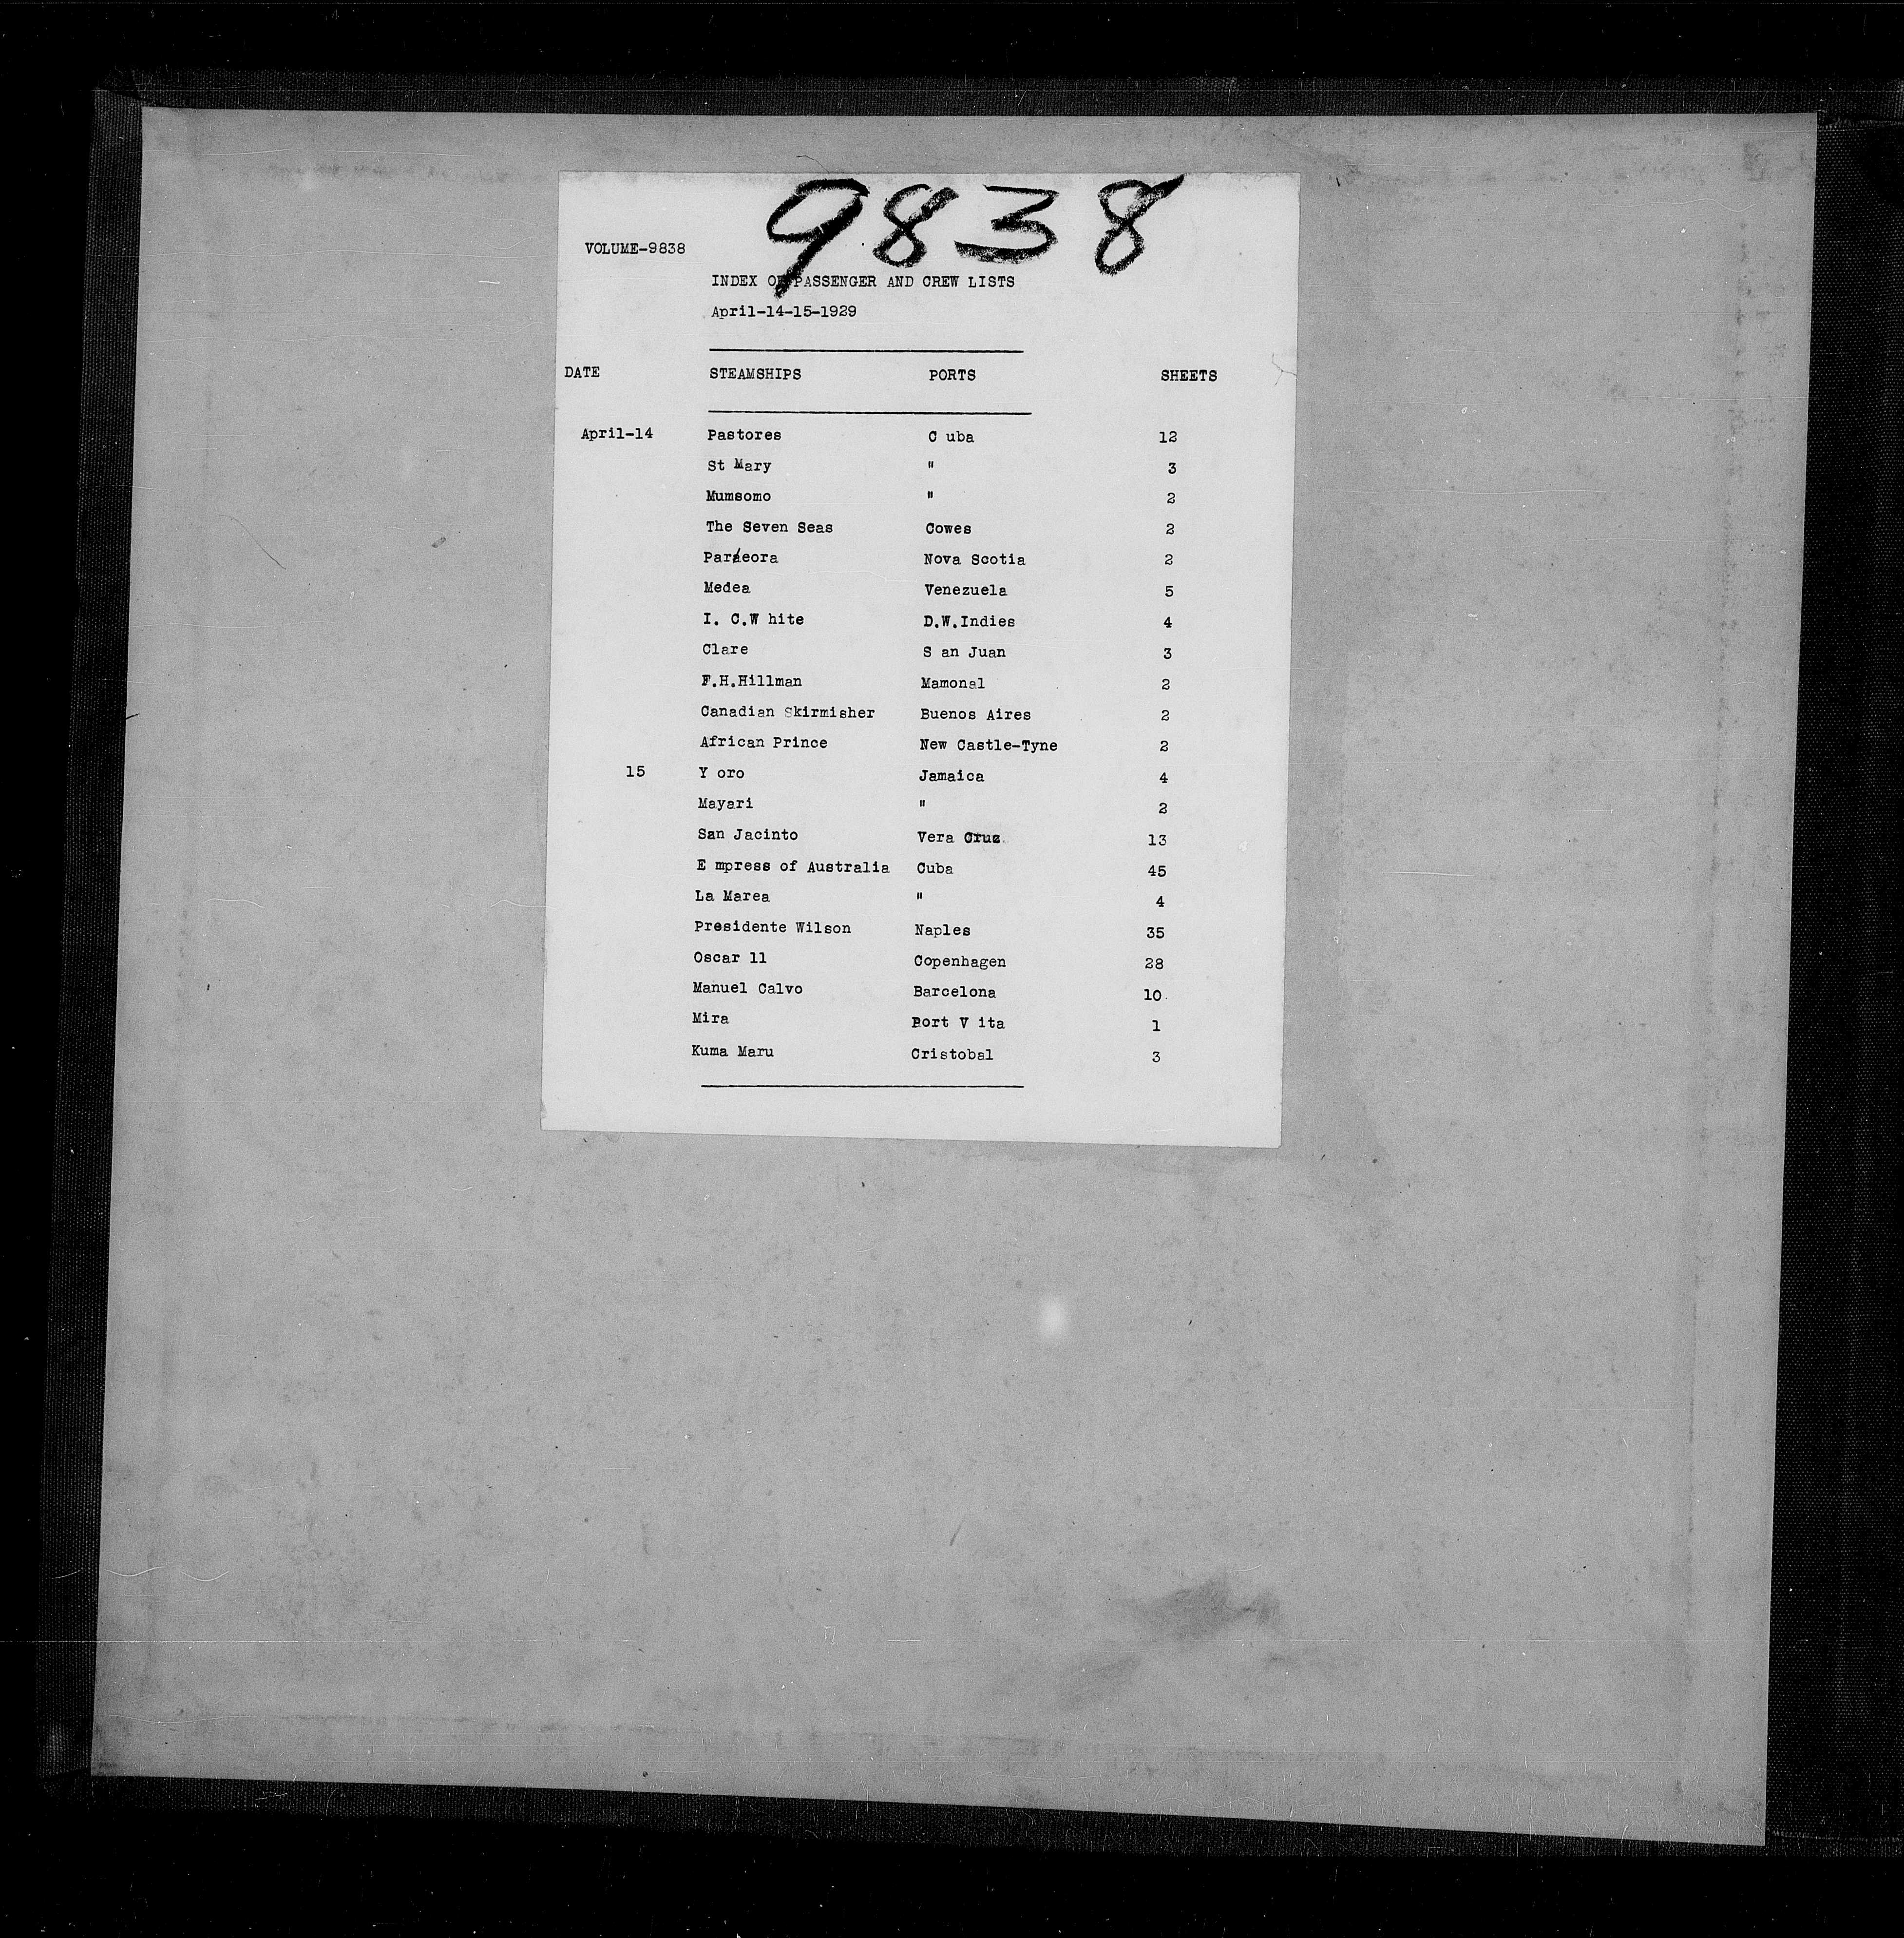 9838
VOLUME-9838
INDEX OF PASSENGER AND CREW LISTS
April-14-15-1929
DATE STEAMSHIPS PORTS SHEETS
April-14 Pastores C uba 12
St Mary " 3
Mumsomo " 2
The Seven Seas Cowes 2
Nova Scotia 2
Medea Venezuela 5
I. C.W hite D.W.Indies 4
Clare S an Juan 3
F.H.Hillman Mamonal 2
Canadian Skirmisher Buenos Aires 2
African Prince New Castle-Tyne 2
15 Y oro Jamaica 4
Mayari " 2
San Jacinto Vera Cruz 13
E mpress of Australia Cuba 45
La Marea " 4
Presidente Wilson Naples 35
Oscar 11 Copenhagen 28
Manuel Calvo Barcelona 10
Mira Port V ita 1
Kuma Maru Cristobal 3